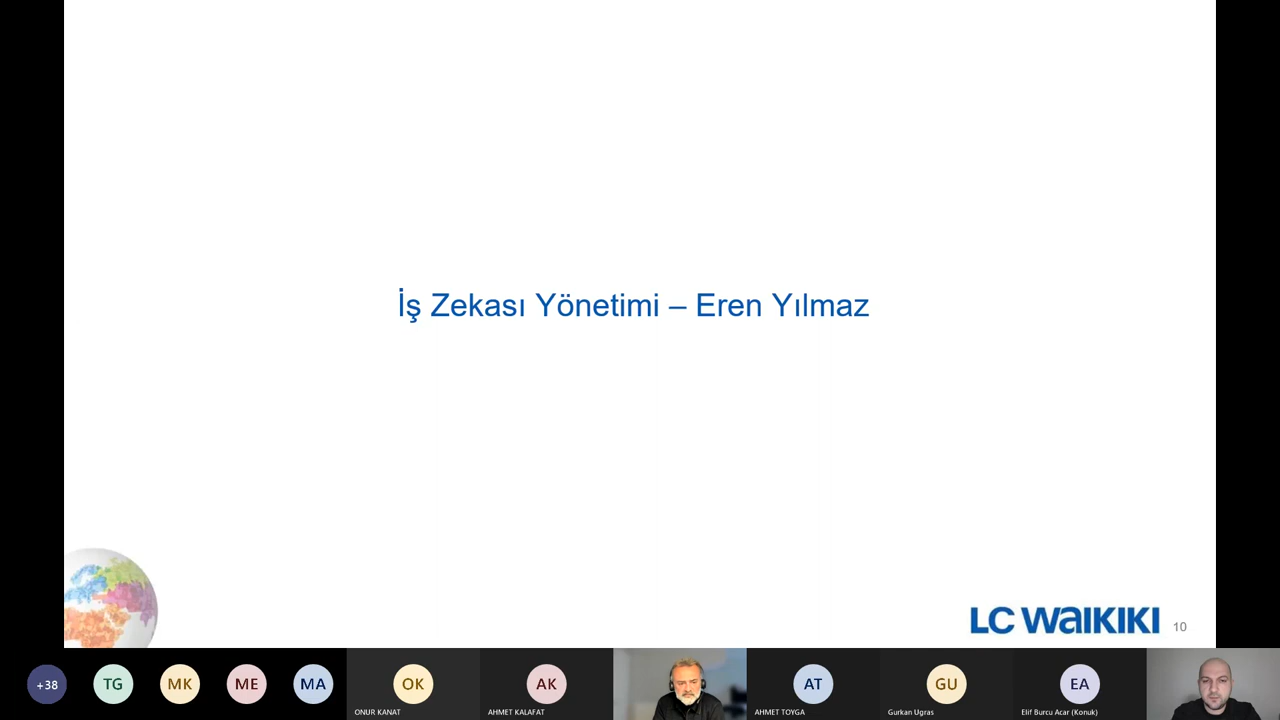 İş Zekası Yönetimi – Eren Yılmaz
LC WAIKIKI
10
+38
TG
MK
ME
MA
OK
ONUR KANAT
AK
AHMET KALAFAT
AT
AHMET TOYGA
GU
Gurkan Ugras
EA
Elif Burcu Acar (Konuk)